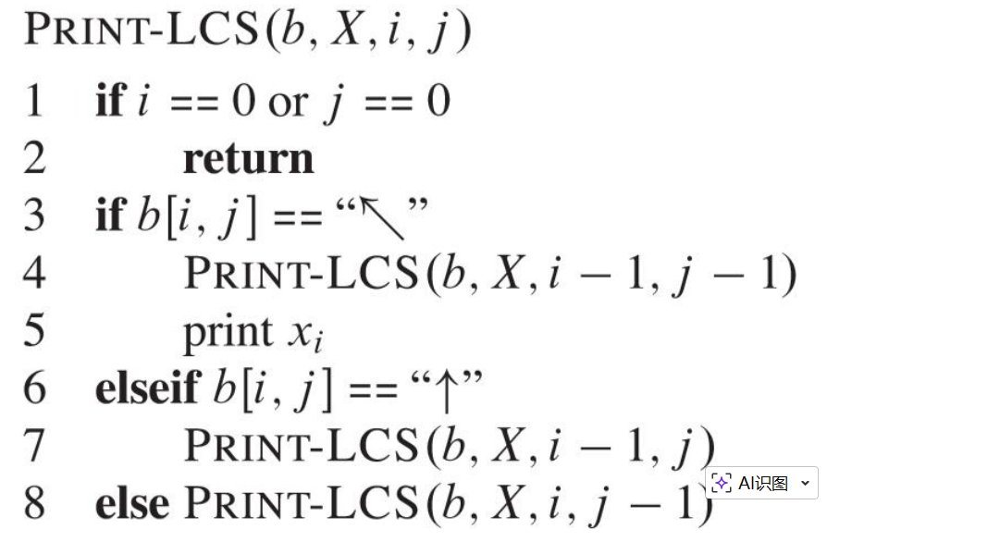 PRINT-LCS(b, X, i, j)
1 if i == 0 or j == 0
2 return
3 if b[i, j] == “↖”
4 PRINT-LCS(b, X, i − 1, j − 1)
5 print xᵢ
6 elseif b[i, j] == “↑”
7 PRINT-LCS(b, X, i − 1, j)
AI识图
8 else PRINT-LCS(b, X, i, j − 1)